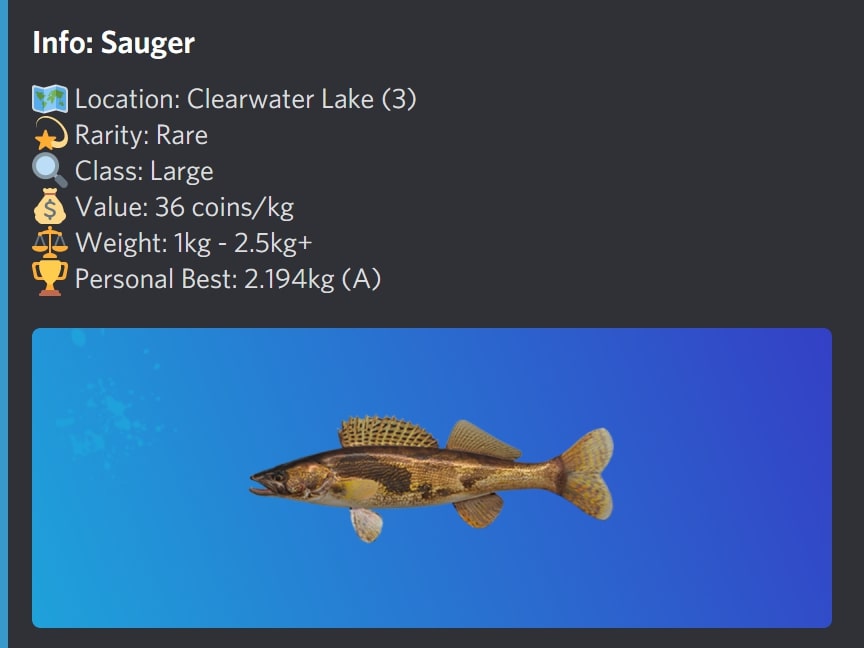 Info: Sauger
Location: Clearwater Lake (3)
Rarity: Rare
Class: Large
Value: 36 coins/kg
Weight: 1kg - 2.5kg+
Personal Best: 2.194kg (A)